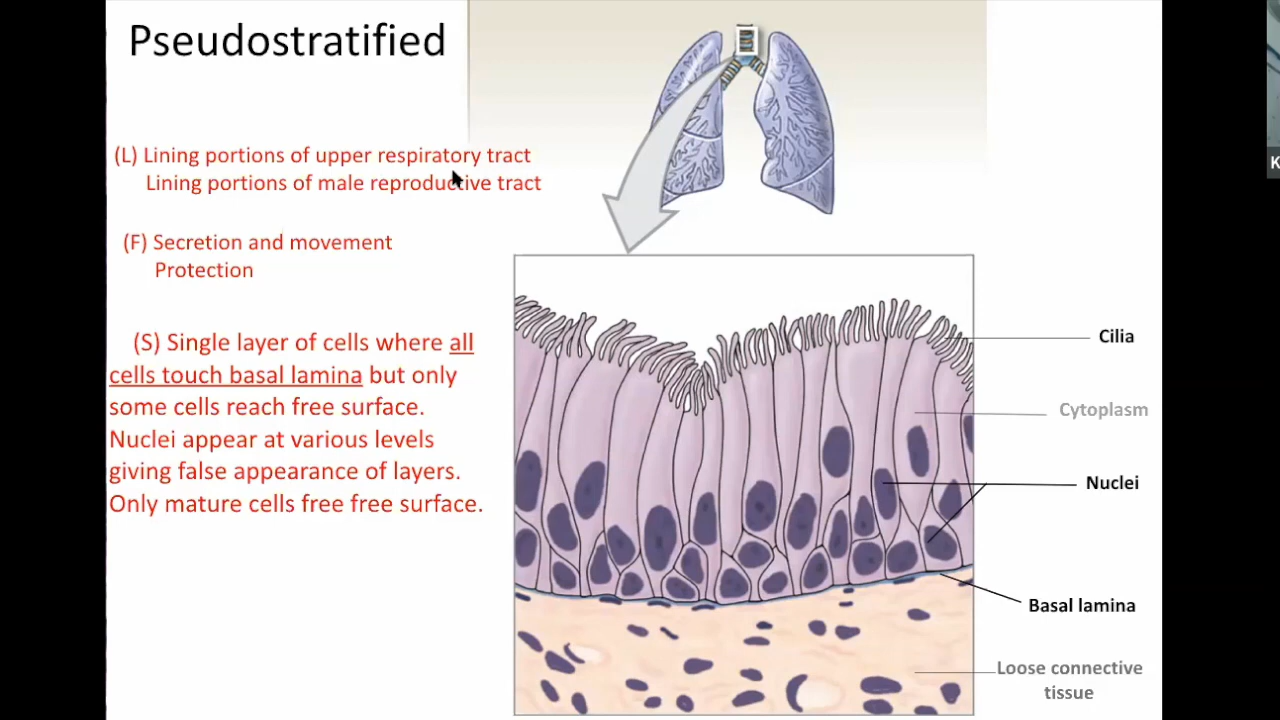 Pseudostratified
(L) Lining portions of upper respiratory tract
Lining portions of male reproductive tract
(F) Secretion and movement
Protection
(S) Single layer of cells where all
cells touch basal lamina but only
some cells reach free surface.
Nuclei appear at various levels
giving false appearance of layers.
Only mature cells free free surface.
Cilia
Cytoplasm
Nuclei
Basal lamina
Loose connective
tissue
K